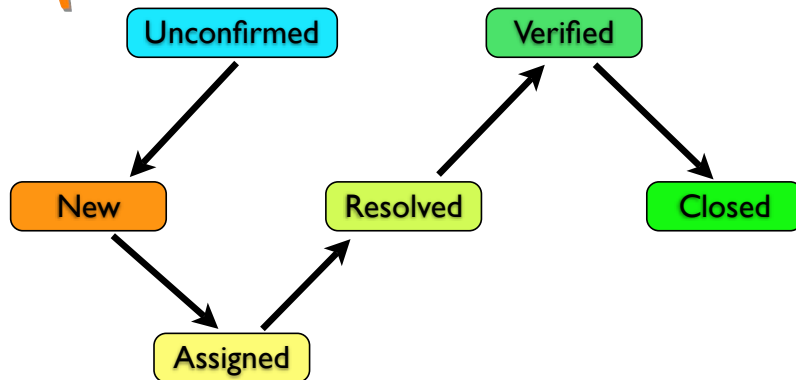 Unconfirmed
Verified
New
Resolved
Closed
Assigned